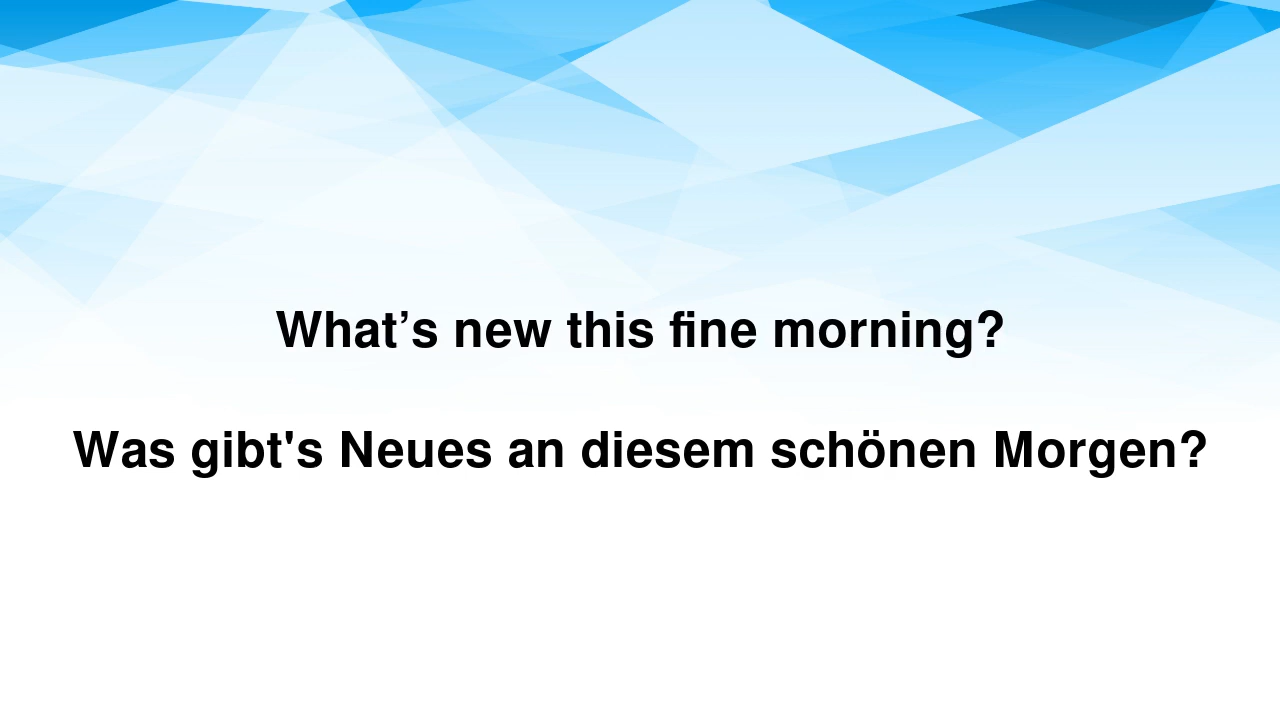 What’s new this fine morning?
Was gibt's Neues an diesem schönen Morgen?